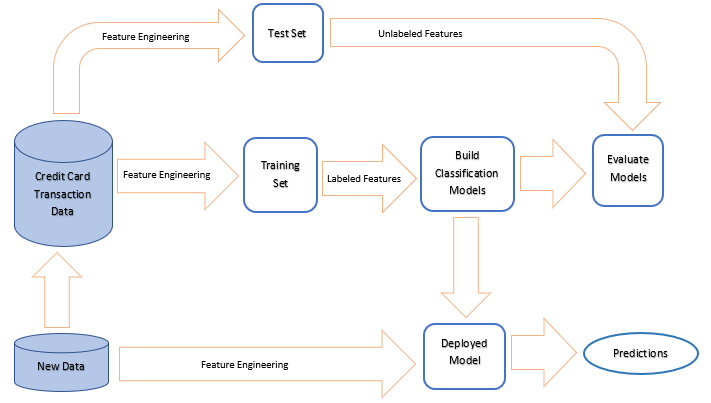 Feature Engineering
Test Set
Unlabeled Features
Credit Card
Transaction
Data
Feature Engineering
Training
Set
Labeled Features
Build
Classification
Models
Evaluate
Models
New Data
Feature Engineering
Deployed
Model
Predictions